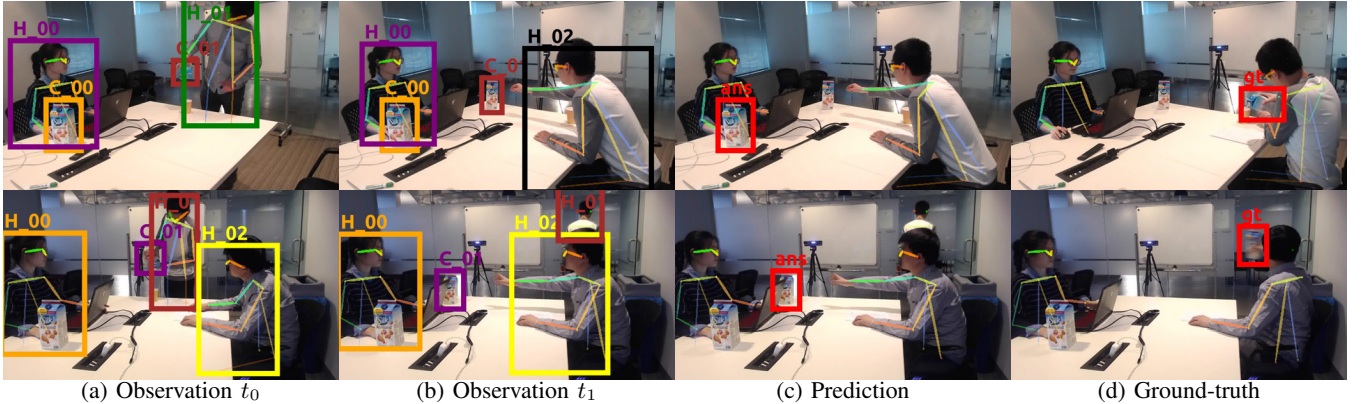 H_00
H_01
C_01
C_00
H_00
H_02
C_0
C_00
ans
gt
H_00
H_0
C_01
H_02
H_00
H_01
C_01
H_02
ans
gt
(a) Observation t₀
(b) Observation t₁
(c) Prediction
(d) Ground-truth